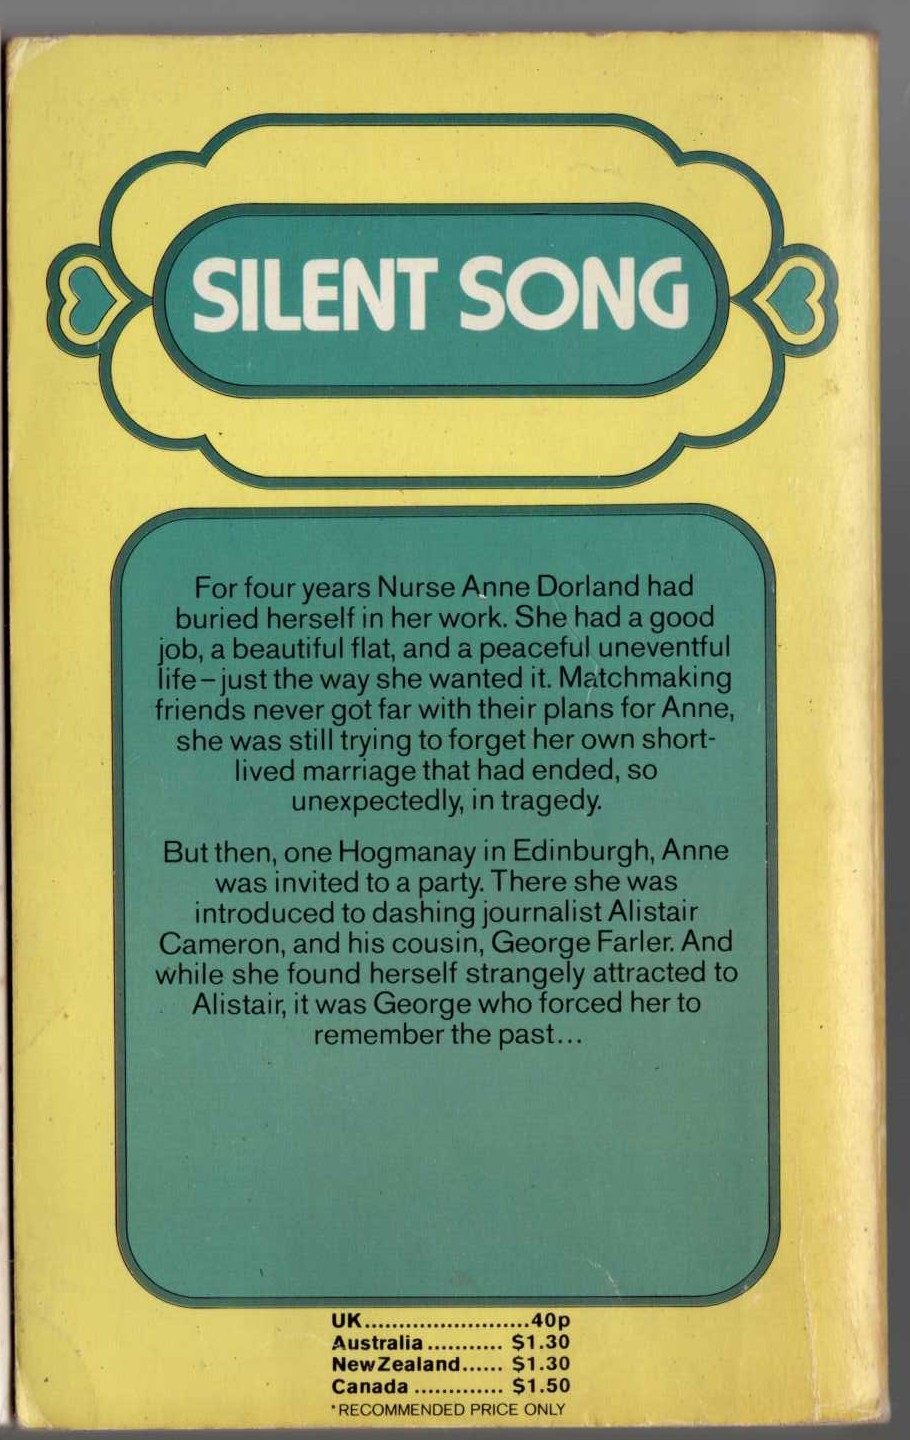 SILENT SONG
For four years Nurse Anne Dorland had
buried herself in her work. She had a good
job, a beautiful flat, and a peaceful uneventful
life–just the way she wanted it. Matchmaking
friends never got far with their plans for Anne,
she was still trying to forget her own short-
lived marriage that had ended, so
unexpectedly, in tragedy.
But then, one Hogmanay in Edinburgh, Anne
was invited to a party. There she was
introduced to dashing journalist Alistair
Cameron, and his cousin, George Farler. And
while she found herself strangely attracted to
Alistair, it was George who forced her to
remember the past...
UK........................40p
Australia........... $1.30
NewZealand...... $1.30
Canada ............. $1.50
*RECOMMENDED PRICE ONLY